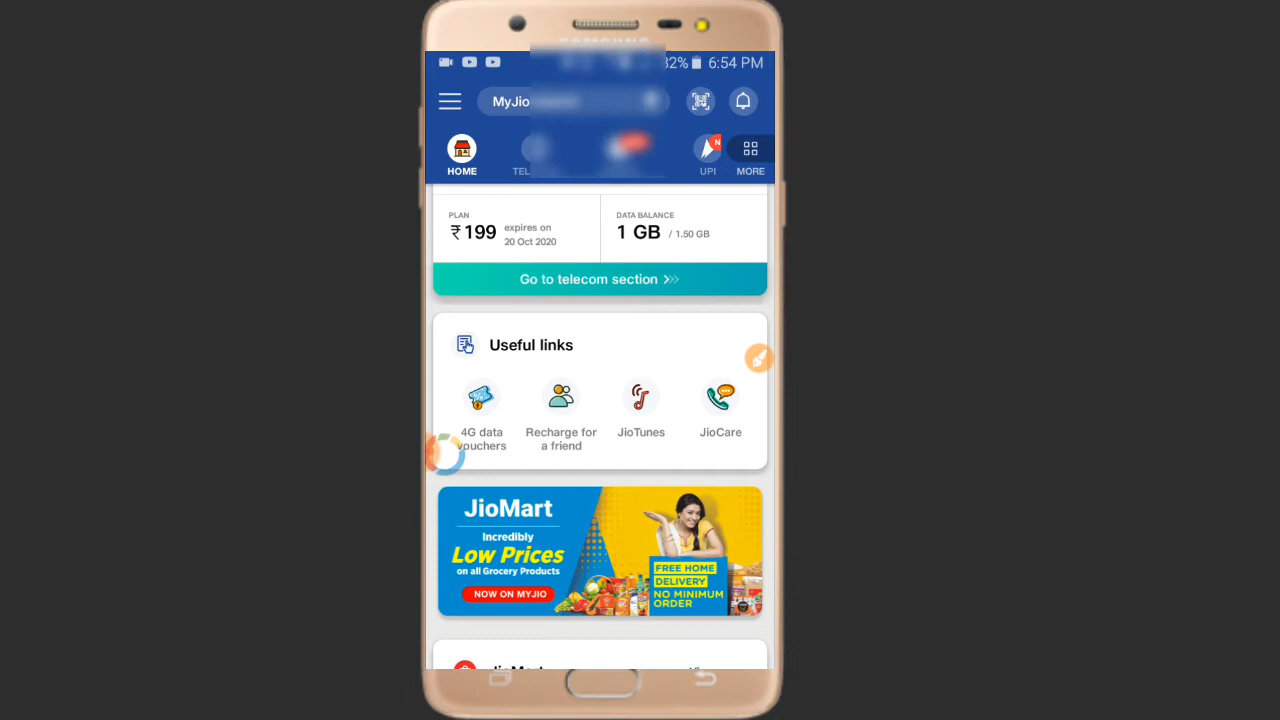 82% 6:54 PM
MyJio
N
HOME
UPI
MORE
PLAN
₹199
expires on
20 Oct 2020
DATA BALANCE
1 GB / 1.50 GB
Go to telecom section >>>
Useful links
4G data
vouchers
Recharge for
a friend
JioTunes
JioCare
JioMart
Incredibly
Low Prices
on all Grocery Products
NOW ON MYJIO
FREE HOME
DELIVERY
NO MINIMUM
ORDER
JioMart